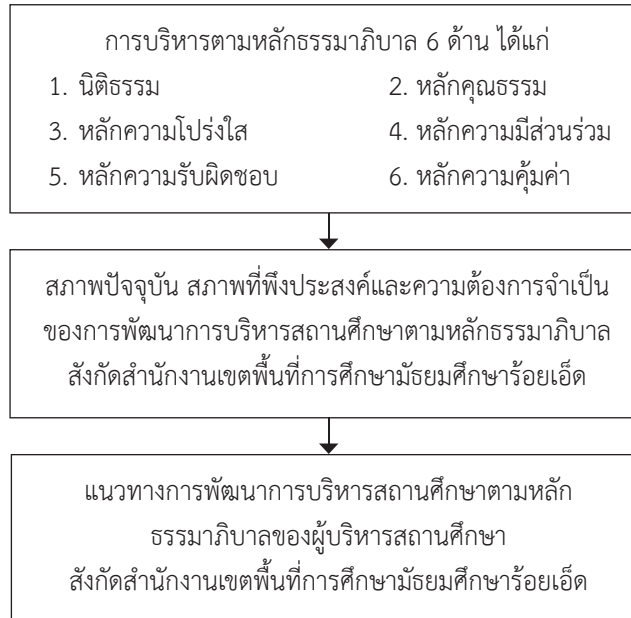 การบริหารตามหลักธรรมาภิบาล 6 ด้าน ได้แก่
1. นิติธรรม 2. หลักคุณธรรม
3. หลักความโปร่งใส 4. หลักความมีส่วนร่วม
5. หลักความรับผิดชอบ 6. หลักความคุ้มค่า
สภาพปัจจุบัน สภาพที่พึงประสงค์และความต้องการจำเป็น
ของการพัฒนาการบริหารสถานศึกษาตามหลักธรรมาภิบาล
สังกัดสำนักงานเขตพื้นที่การศึกษามัธยมศึกษาร้อยเอ็ด
แนวทางการพัฒนาการบริหารสถานศึกษาตามหลัก
ธรรมาภิบาลของผู้บริหารสถานศึกษา
สังกัดสำนักงานเขตพื้นที่การศึกษามัธยมศึกษาร้อยเอ็ด